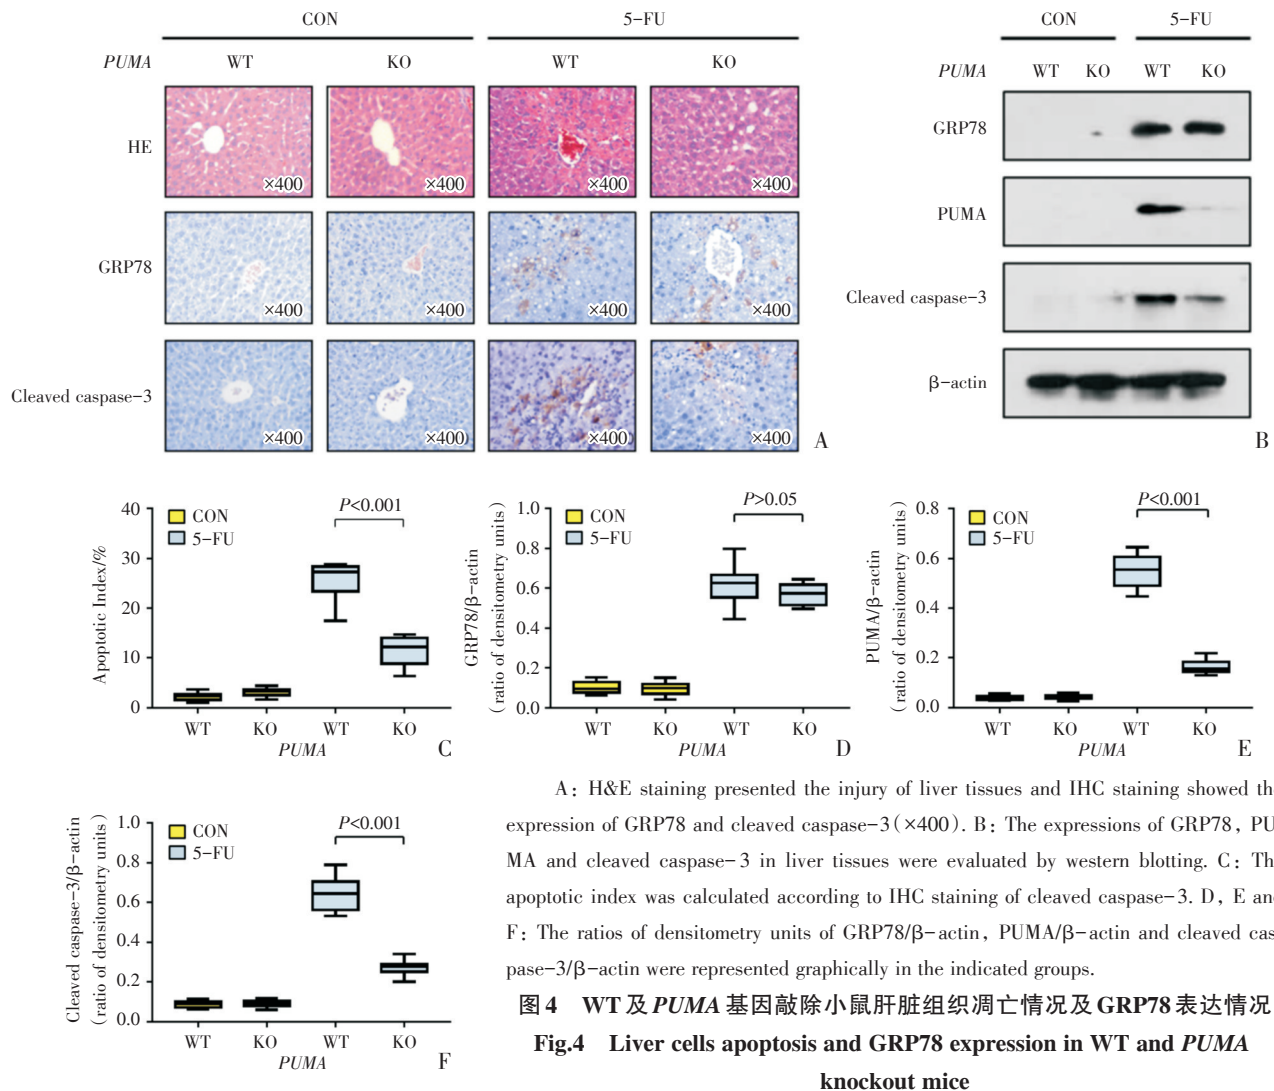 CON 5-FU
PUMA WT KO WT KO
HE
×400 ×400 ×400 ×400
GRP78
×400 ×400 ×400 ×400
Cleaved caspase-3
×400 ×400 ×400 ×400
A
CON 5-FU
PUMA WT KO WT KO
GRP78
PUMA
Cleaved caspase-3
β-actin
B
Apoptotic Index/%
40
30
20
10
0
CON
5-FU
P<0.001
WT KO WT KO
PUMA
C
GRP78/β-actin
(ratio of densitometry units)
1.0
0.8
0.6
0.4
0.2
0.0
CON
5-FU
P>0.05
WT KO WT KO
PUMA
D
PUMA/β-actin
(ratio of densitometry units)
0.8
0.6
0.4
0.2
0.0
CON
5-FU
P<0.001
WT KO WT KO
PUMA
E
Cleaved caspase-3/β-actin
(ratio of densitometry units)
1.0
0.8
0.6
0.4
0.2
0.0
CON
5-FU
P<0.001
WT KO WT KO
PUMA
F
A: H&E staining presented the injury of liver tissues and IHC staining showed the
expression of GRP78 and cleaved caspase-3(×400). B: The expressions of GRP78, PU
MA and cleaved caspase-3 in liver tissues were evaluated by western blotting. C: Th
apoptotic index was calculated according to IHC staining of cleaved caspase-3. D, E an
F: The ratios of densitometry units of GRP78/β-actin, PUMA/β-actin and cleaved cas
pase-3/β-actin were represented graphically in the indicated groups.
图4 WT及PUMA基因敲除小鼠肝脏组织凋亡情况及GRP78表达情况
Fig.4 Liver cells apoptosis and GRP78 expression in WT and PUMA
knockout mice